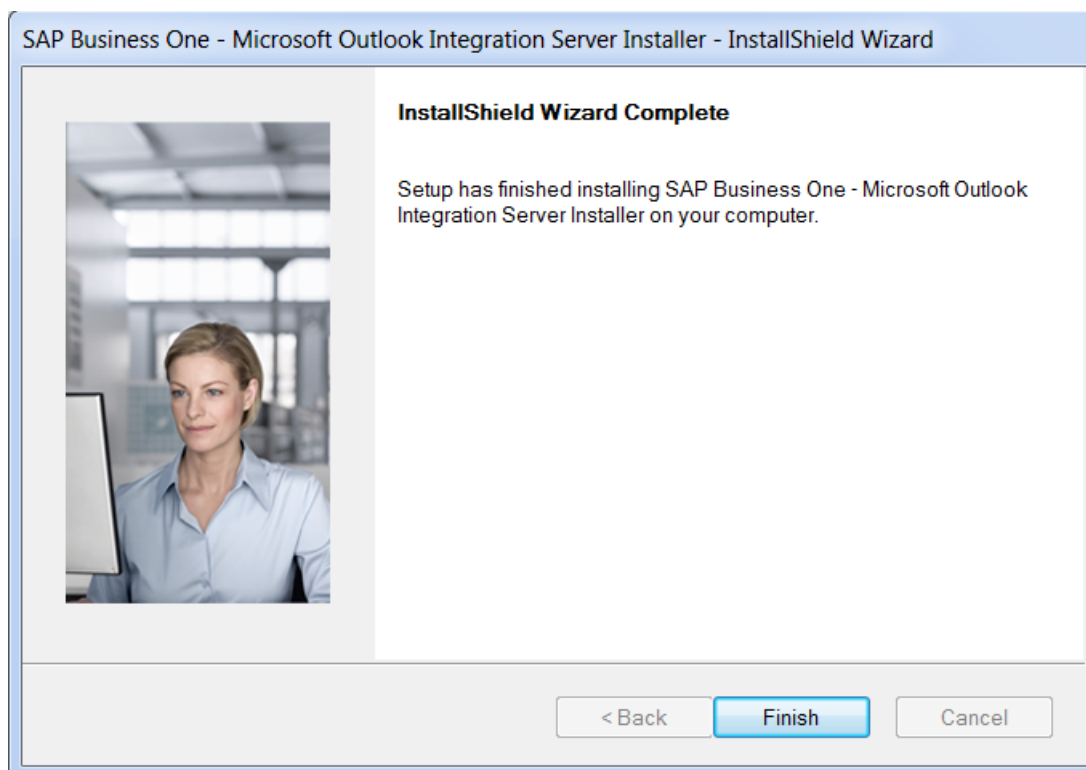 SAP Business One - Microsoft Outlook Integration Server Installer - InstallShield Wizard
InstallShield Wizard Complete
Setup has finished installing SAP Business One - Microsoft Outlook
Integration Server Installer on your computer.
< Back
Finish
Cancel